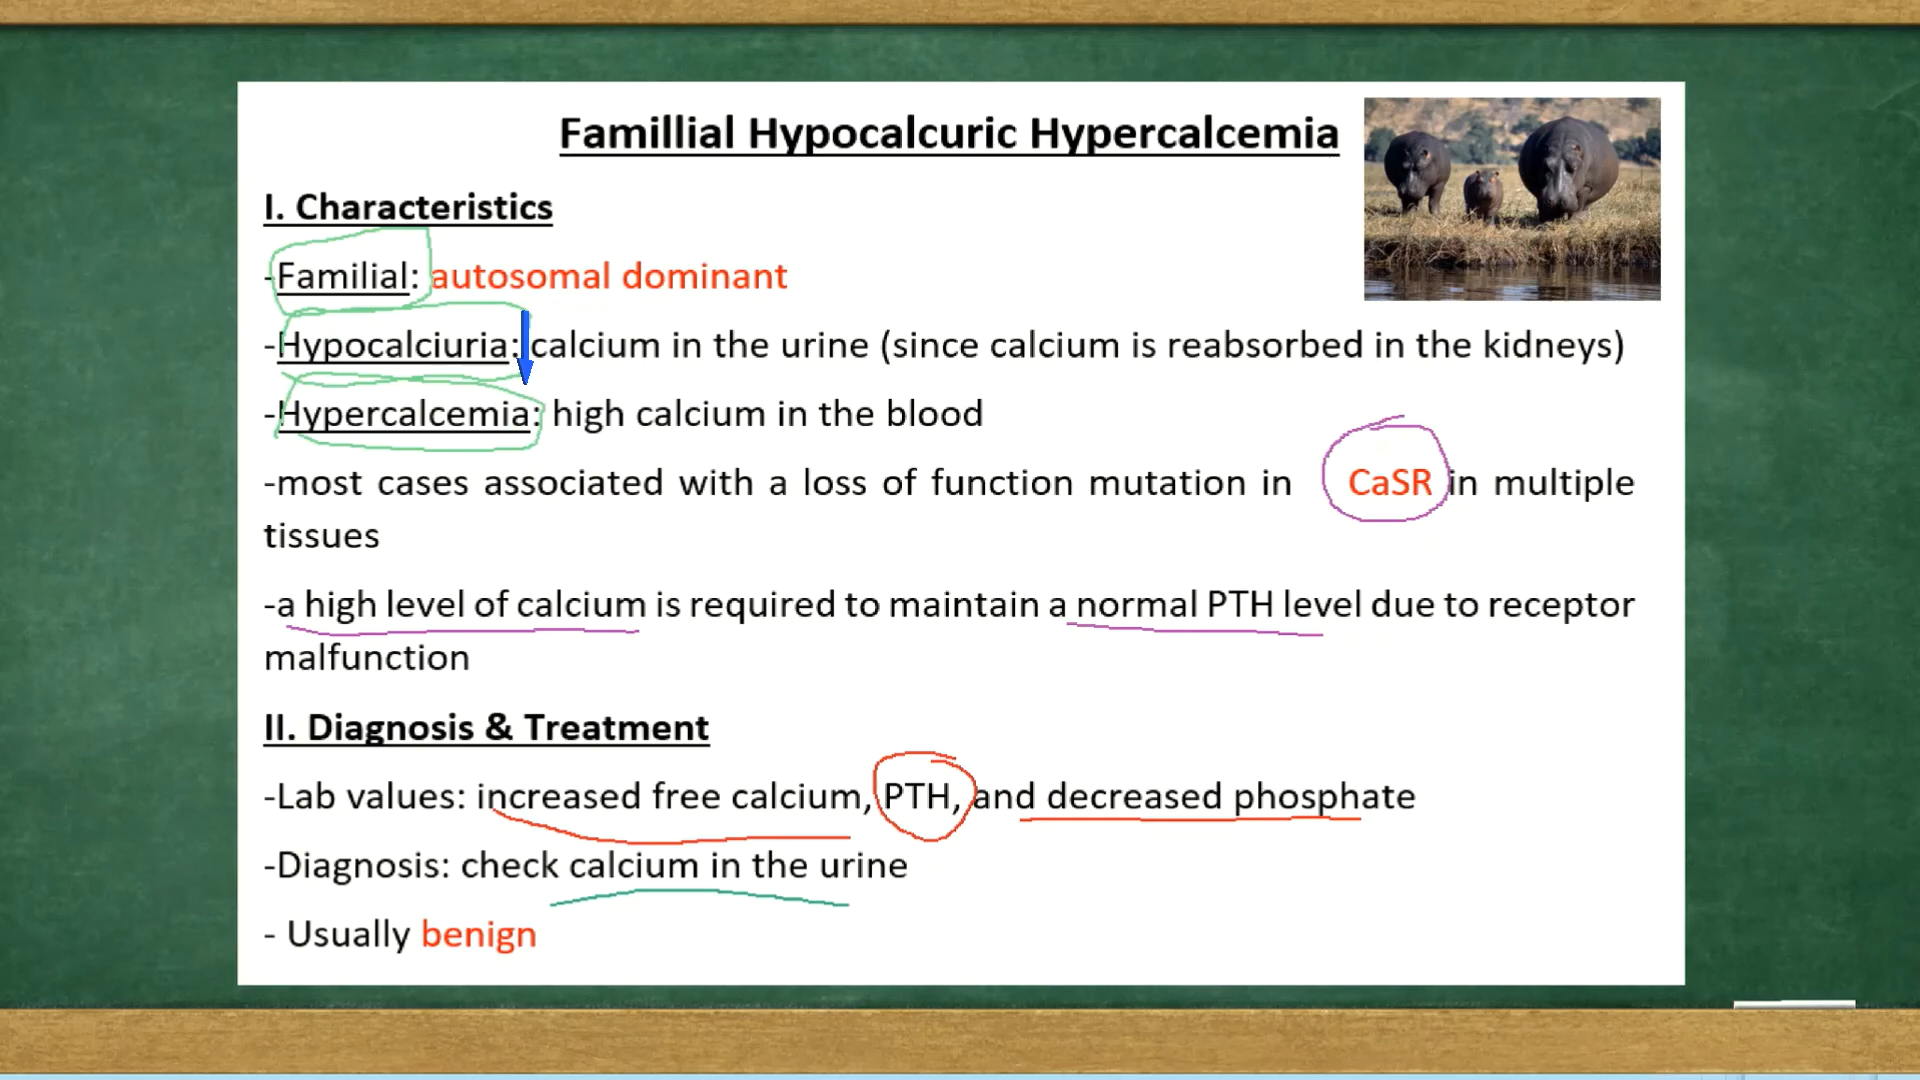 Famillial Hypocalcuric Hypercalcemia
I. Characteristics
-Familial: autosomal dominant
-Hypocalciuria: calcium in the urine (since calcium is reabsorbed in the kidneys)
-Hypercalcemia: high calcium in the blood
-most cases associated with a loss of function mutation in CaSR in multiple
tissues
-a high level of calcium is required to maintain a normal PTH level due to receptor
malfunction
II. Diagnosis & Treatment
-Lab values: increased free calcium, PTH, and decreased phosphate
-Diagnosis: check calcium in the urine
- Usually benign